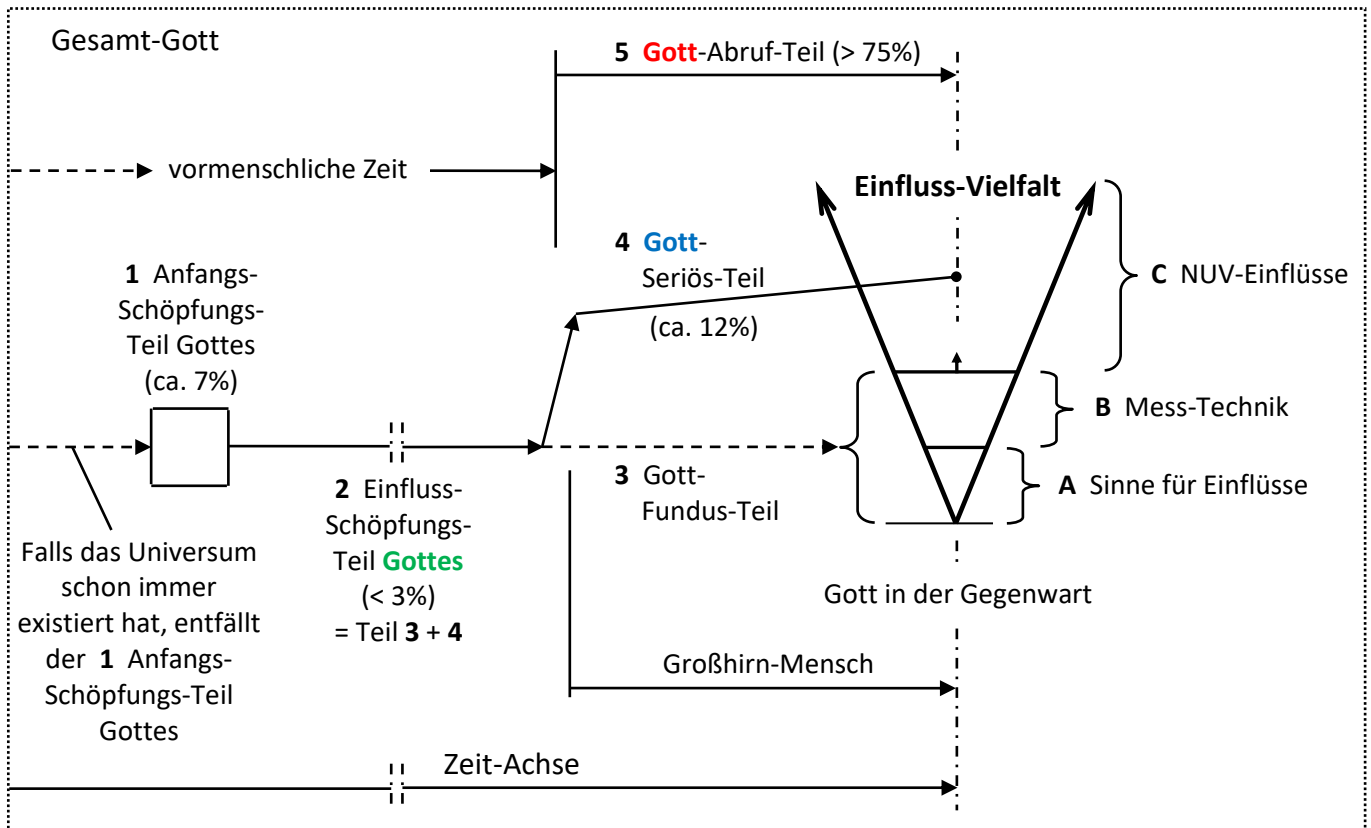 Gesamt-Gott
5 Gott-Abruf-Teil (> 75%)
vormenschliche Zeit
Einfluss-Vielfalt
4 Gott-
Seriös-Teil
(ca. 12%)
1 Anfangs-
Schöpfungs-
Teil Gottes
(ca. 7%)
C NUV-Einflüsse
B Mess-Technik
A Sinne für Einflüsse
2 Einfluss-
Schöpfungs-
Teil Gottes
(< 3%)
= Teil 3 + 4
3 Gott-
Fundus-Teil
Falls das Universum
schon immer
existiert hat, entfällt
der 1 Anfangs-
Schöpfungs-Teil
Gottes
Gott in der Gegenwart
Großhirn-Mensch
Zeit-Achse